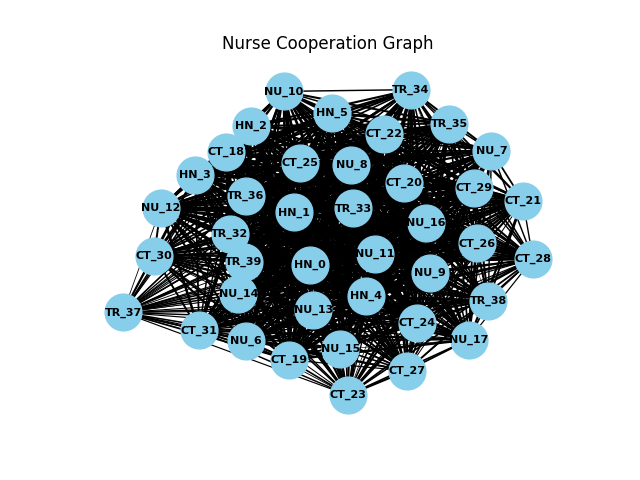 Nurse Cooperation Graph
NU_10
TR_34
HN_5
TR_35
HN_2
CT_22
CT_18
NU_7
CT_25
NU_8
HN_3
CT_20
CT_29
TR_36
CT_21
NU_12
TR_33
HN_1
NU_16
TR_32
CT_26
NU_11
CT_30
CT_28
TR_39
HN_0
NU_9
NU_14
HN_4
TR_38
NU_13
TR_37
CT_24
CT_31
NU_6
NU_17
NU_15
CT_19
CT_27
CT_23